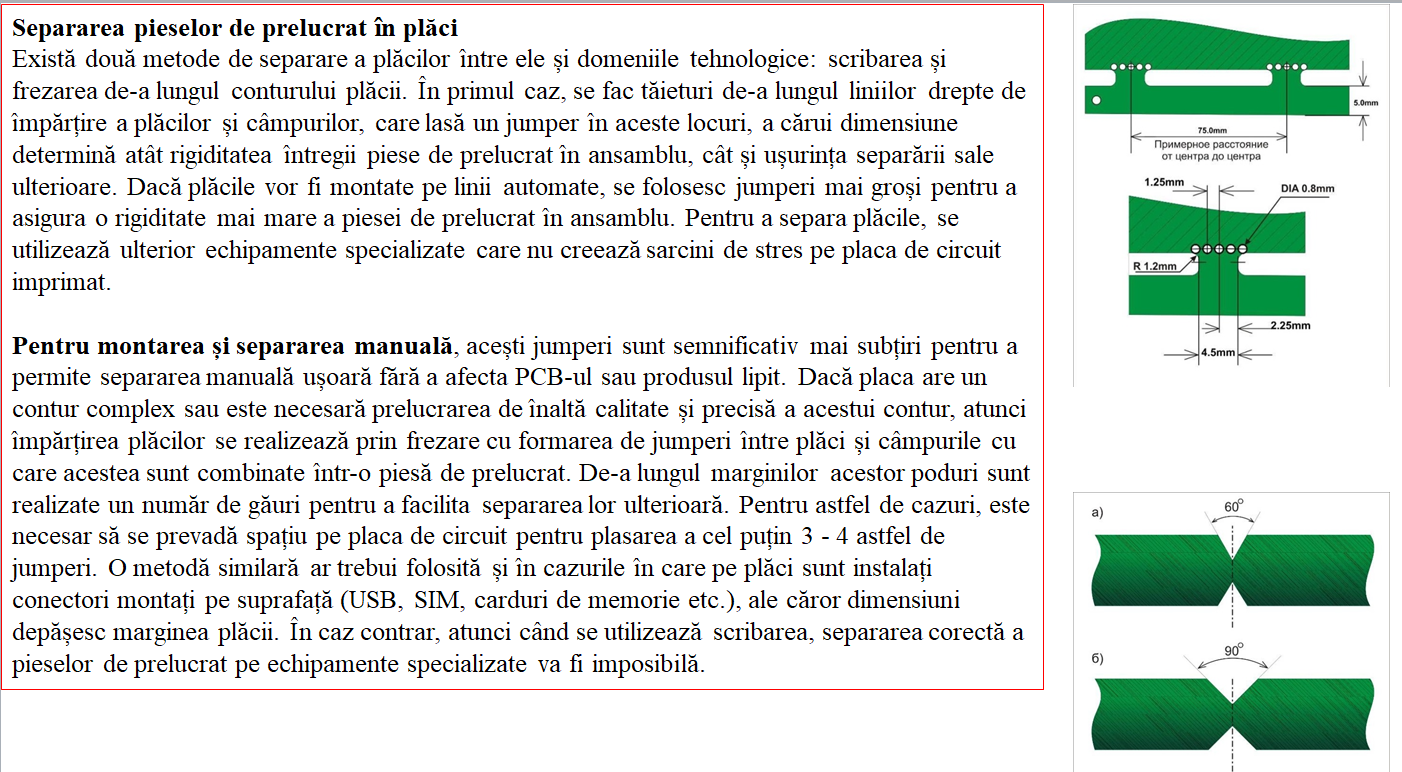 Separarea pieselor de prelucrat în plăci
Există două metode de separare a plăcilor între ele și domeniile tehnologice: scribarea și
frezarea de-a lungul conturului plăcii. În primul caz, se fac tăieturi de-a lungul liniilor drepte de
împărțire a plăcilor și câmpurilor, care lasă un jumper în aceste locuri, a cărui dimensiune
determină atât rigiditatea întregii piese de prelucrat în ansamblu, cât și ușurința separării sale
ulterioare. Dacă plăcile vor fi montate pe linii automate, se folosesc jumperi mai groși pentru a
asigura o rigiditate mai mare a piesei de prelucrat în ansamblu. Pentru a separa plăcile, se
utilizează ulterior echipamente specializate care nu creează sarcini de stres pe placa de circuit
imprimat.
Pentru montarea și separarea manuală, acești jumperi sunt semnificativ mai subțiri pentru a
permite separarea manuală ușoară fără a afecta PCB-ul sau produsul lipit. Dacă placa are un
contur complex sau este necesară prelucrarea de înaltă calitate și precisă a acestui contur, atunci
împărțirea plăcilor se realizează prin frezare cu formarea de jumperi între plăci și câmpurile cu
care acestea sunt combinate într-o piesă de prelucrat. De-a lungul marginilor acestor poduri sunt
realizate un număr de găuri pentru a facilita separarea lor ulterioară. Pentru astfel de cazuri, este
necesar să se prevadă spațiu pe placa de circuit pentru plasarea a cel puțin 3 - 4 astfel de
jumperi. O metodă similară ar trebui folosită și în cazurile în care pe plăci sunt instalați
conectori montați pe suprafață (USB, SIM, carduri de memorie etc.), ale căror dimensiuni
depășesc marginea plăcii. În caz contrar, atunci când se utilizează scribarea, separarea corectă a
pieselor de prelucrat pe echipamente specializate va fi imposibilă.
5.0mm
75.0mm
Примерное расстояние
от центра до центра
1.25mm
DIA 0.8mm
R 1.2mm
2.25mm
4.5mm
а)
60°
б)
90°